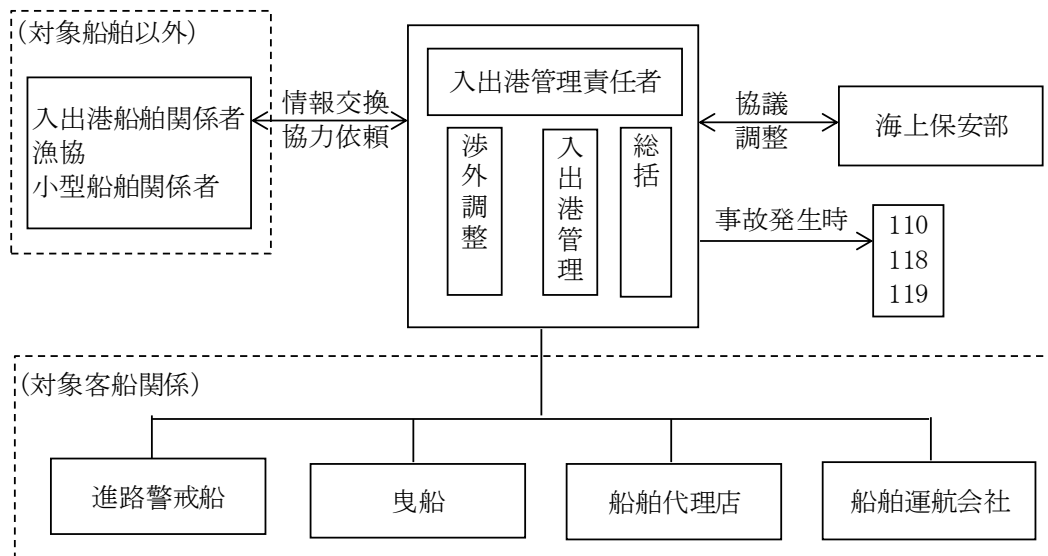 (対象船舶以外)
入出港船舶関係者
漁協
小型船舶関係者
情報交換
協力依頼
入出港管理責任者
渉外調整
入出港管理
総括
協議
調整
海上保安部
事故発生時
110
118
119
(対象客船関係)
進路警戒船
曳船
船舶代理店
船舶運航会社